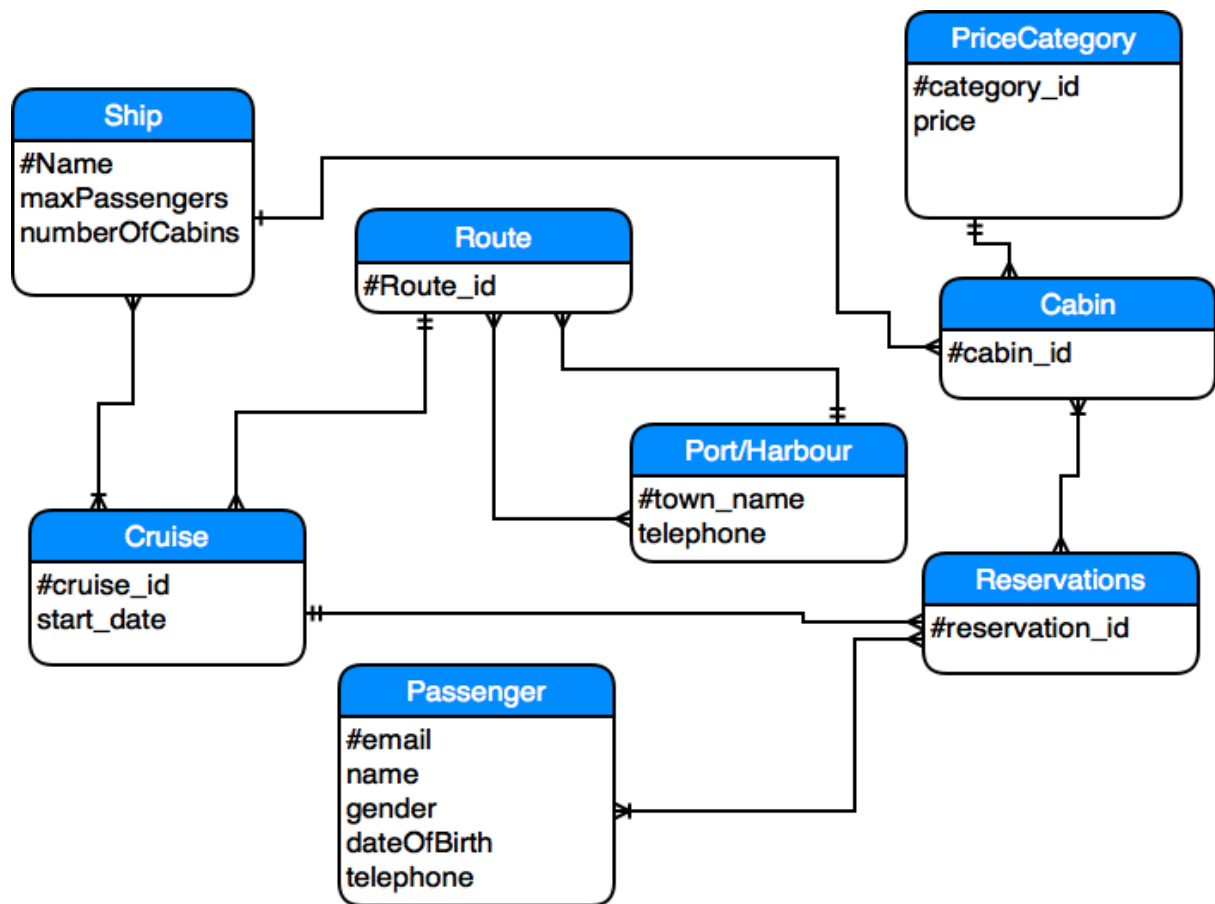 PriceCategory
#category_id
price
Ship
#Name
maxPassengers
numberOfCabins
Route
#Route_id
Cabin
#cabin_id
Port/Harbour
#town_name
telephone
Cruise
#cruise_id
start_date
Reservations
#reservation_id
Passenger
#email
name
gender
dateOfBirth
telephone